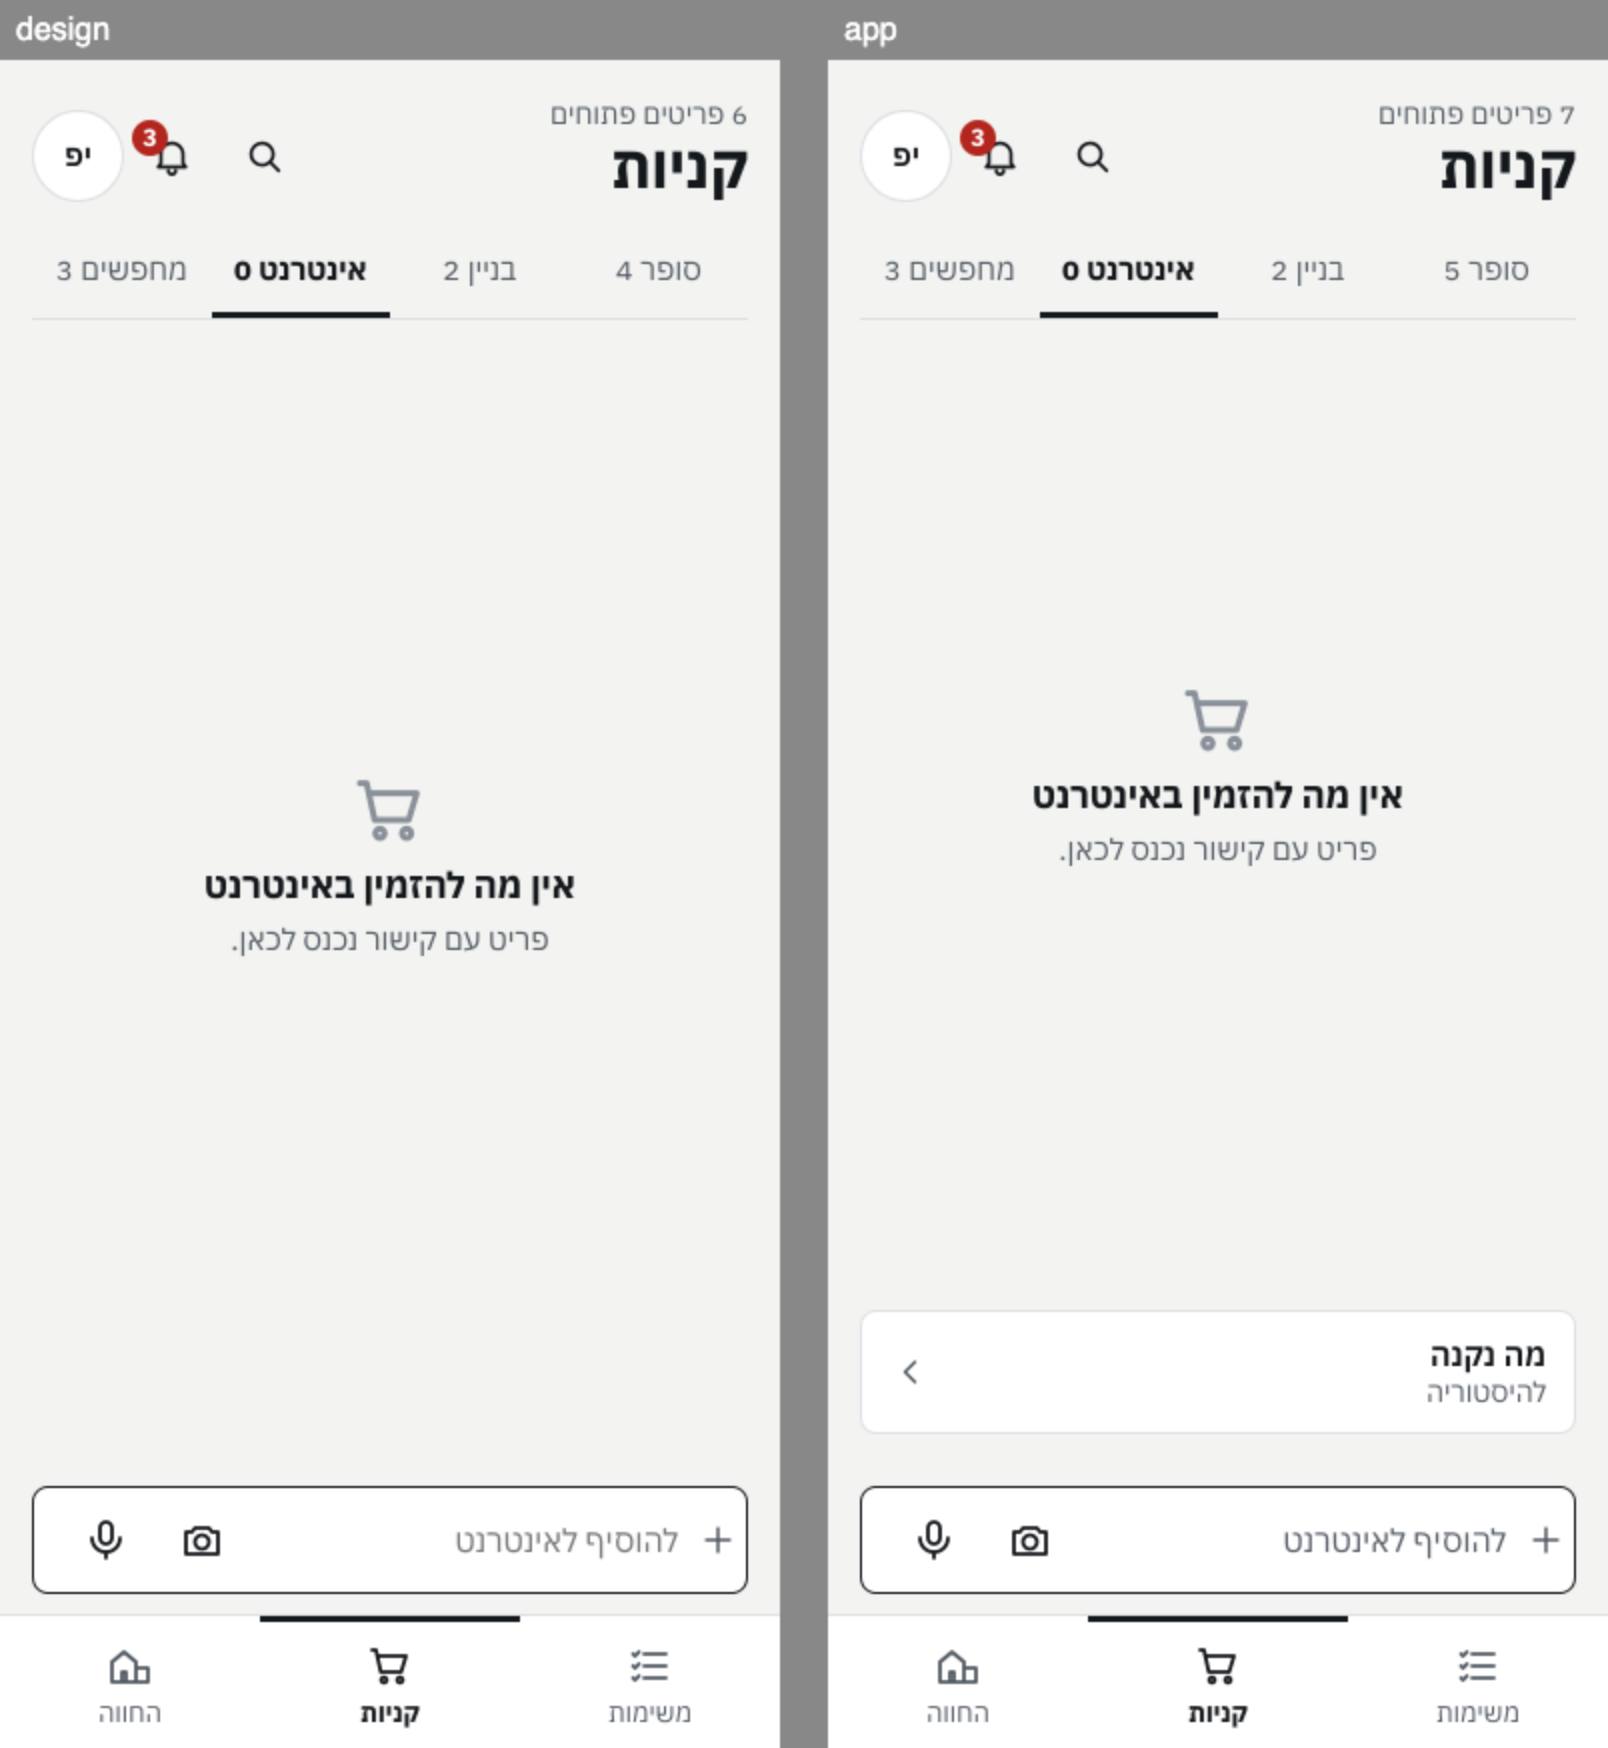 design
6 פריטים פתוחים
קניות
3
יפ
סופר 4
בניין 2
אינטרנט 0
מחפשים 3
אין מה להזמין באינטרנט
פריט עם קישור נכנס לכאן.
להוסיף לאינטרנט
משימות
קניות
החווה
app
7 פריטים פתוחים
קניות
3
יפ
סופר 5
בניין 2
אינטרנט 0
מחפשים 3
אין מה להזמין באינטרנט
פריט עם קישור נכנס לכאן.
מה נקנה
להיסטוריה
להוסיף לאינטרנט
משימות
קניות
החווה